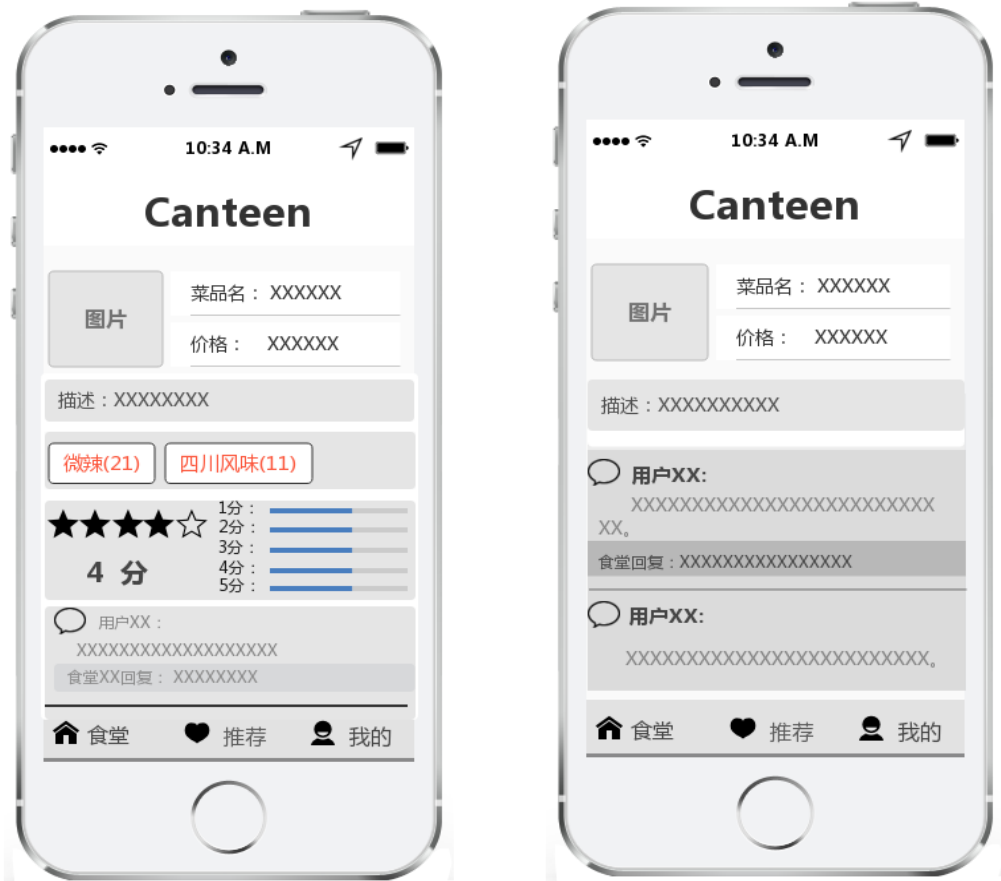 10:34 A.M
Canteen
图片
菜品名： XXXXXX
价格： XXXXXX
描述：XXXXXXXX
微辣(21) 四川风味(11)
4 分
1分：
2分：
3分：
4分：
5分：
用户XX：
XXXXXXXXXXXXXXXXXXX
食堂XX回复： XXXXXXXX
食堂 推荐 我的
10:34 A.M
Canteen
图片
菜品名： XXXXXX
价格： XXXXXX
描述：XXXXXXXXXX
用户XX:
XXXXXXXXXXXXXXXXXXXXXXXXX
XX。
食堂回复：XXXXXXXXXXXXXXXX
用户XX:
XXXXXXXXXXXXXXXXXXXXXXXXX。
食堂 推荐 我的